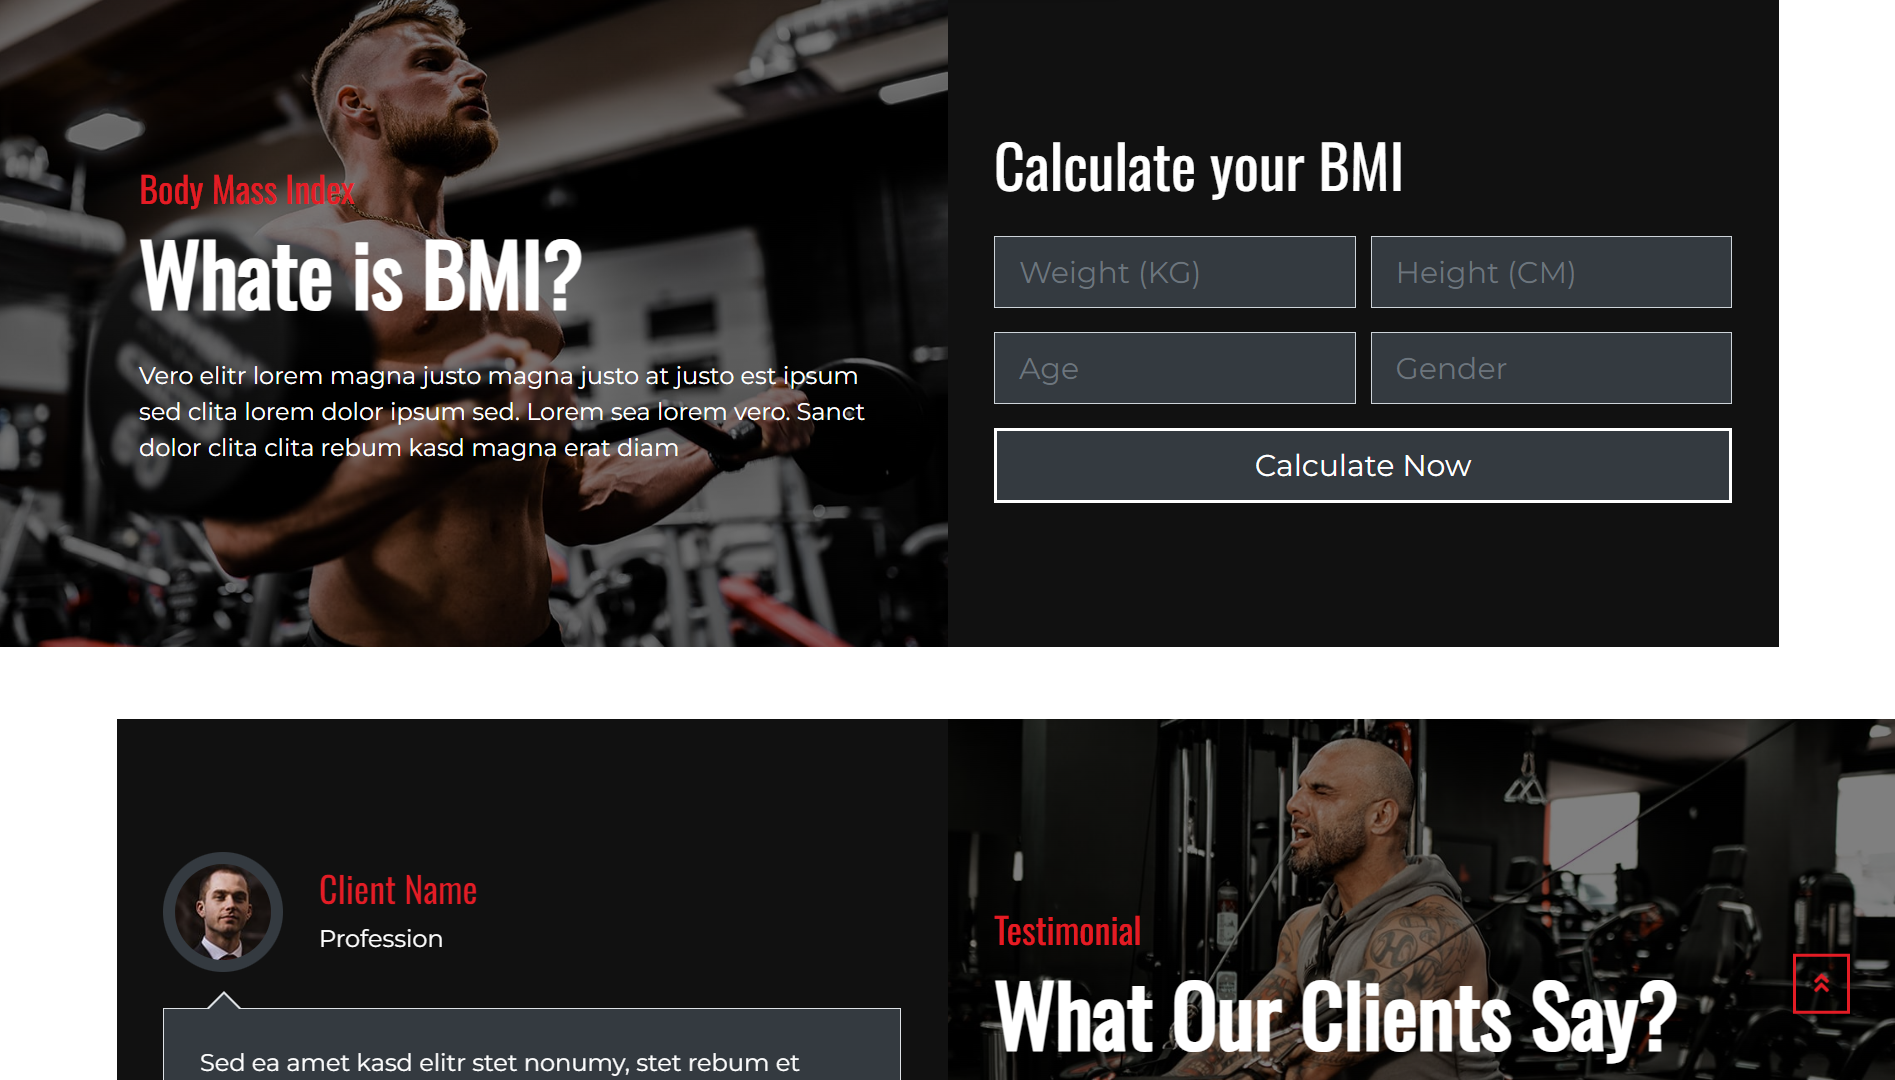 Body Mass Index
Whate is BMI?
Vero elitr lorem magna justo magna justo at justo est ipsum
sed clita lorem dolor ipsum sed. Lorem sea lorem vero. Sanct
dolor clita clita rebum kasd magna erat diam
Calculate your BMI
Weight (KG)
Height (CM)
Age
Gender
Calculate Now
Client Name
Profession
Sed ea amet kasd elitr stet nonumy, stet rebum et
Testimonial
What Our Clients Say?